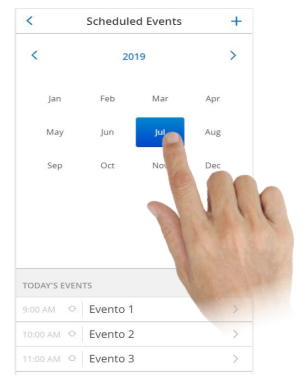 Scheduled Events
2019
Jan Feb Mar Apr
May Jun Jul Aug
Sep Oct Nov Dec
TODAY'S EVENTS
9:00 AM Evento 1
10:00 AM Evento 2
11:00 AM Evento 3